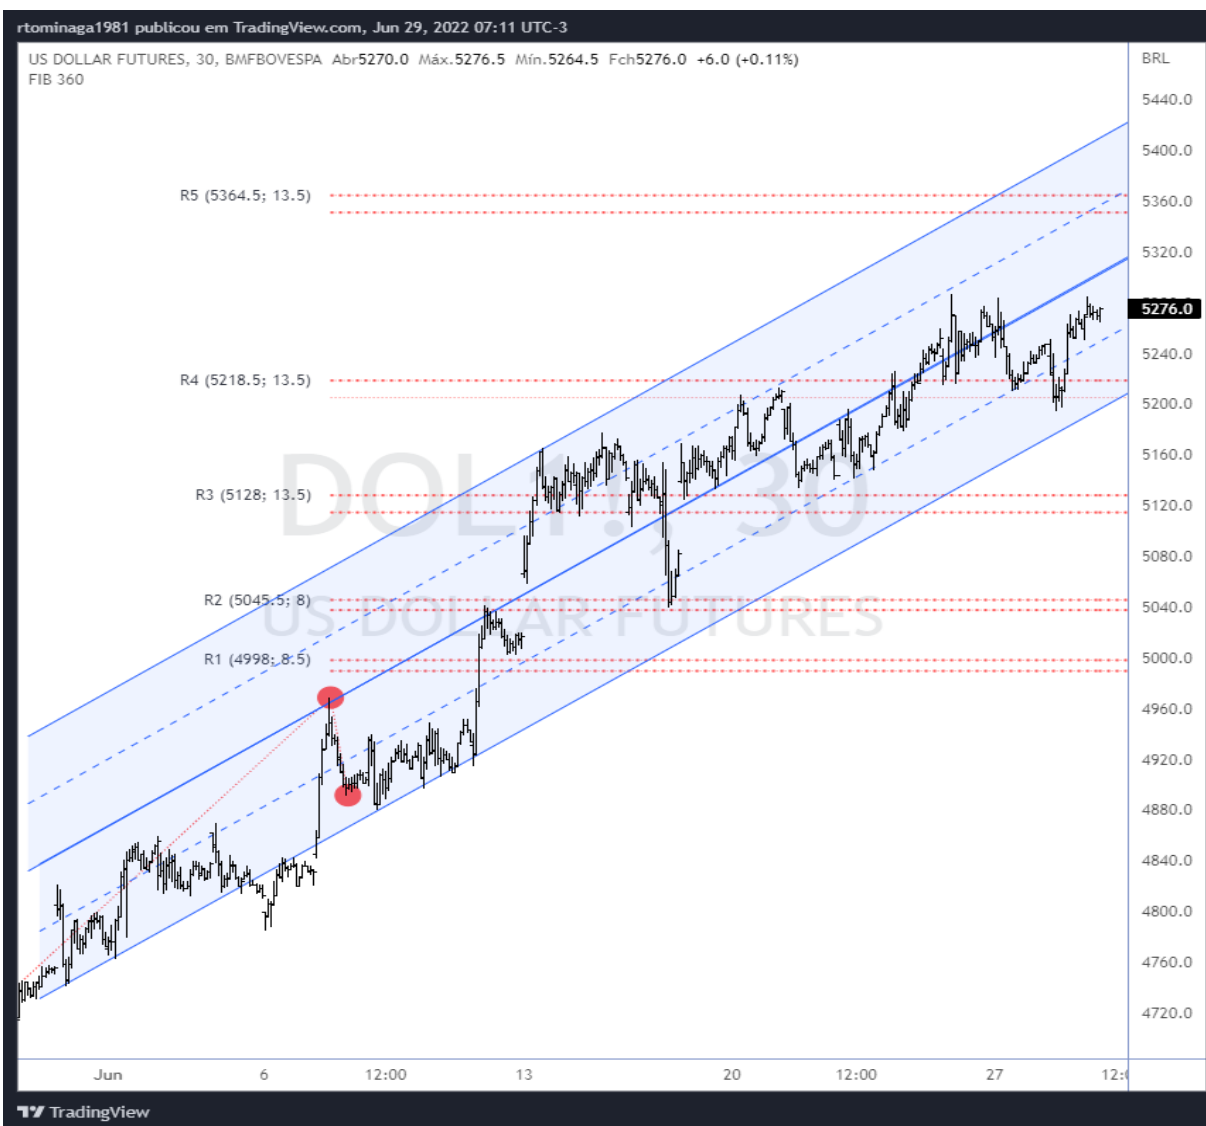 rtominaga1981 publicou em TradingView.com, Jun 29, 2022 07:11 UTC-3
US DOLLAR FUTURES, 30, BMFBOVESPA Abr5270.0 Máx.5276.5 Mín.5264.5 Fch5276.0 +6.0 (+0.11%)
BRL
FIB 360
5440.0
5400.0
R5 (5364.5; 13.5)
5360.0
5320.0
5276.0
5240.0
R4 (5218.5; 13.5)
5200.0
5160.0
DOL1!, 30
R3 (5128; 13.5)
5120.0
5080.0
R2 (5045.5; 8)
5040.0
US DOLLAR FUTURES
R1 (4998; 8.5)
5000.0
4960.0
4920.0
4880.0
4840.0
4800.0
4760.0
4720.0
Jun 6 12:00 13 20 12:00 27
TradingView